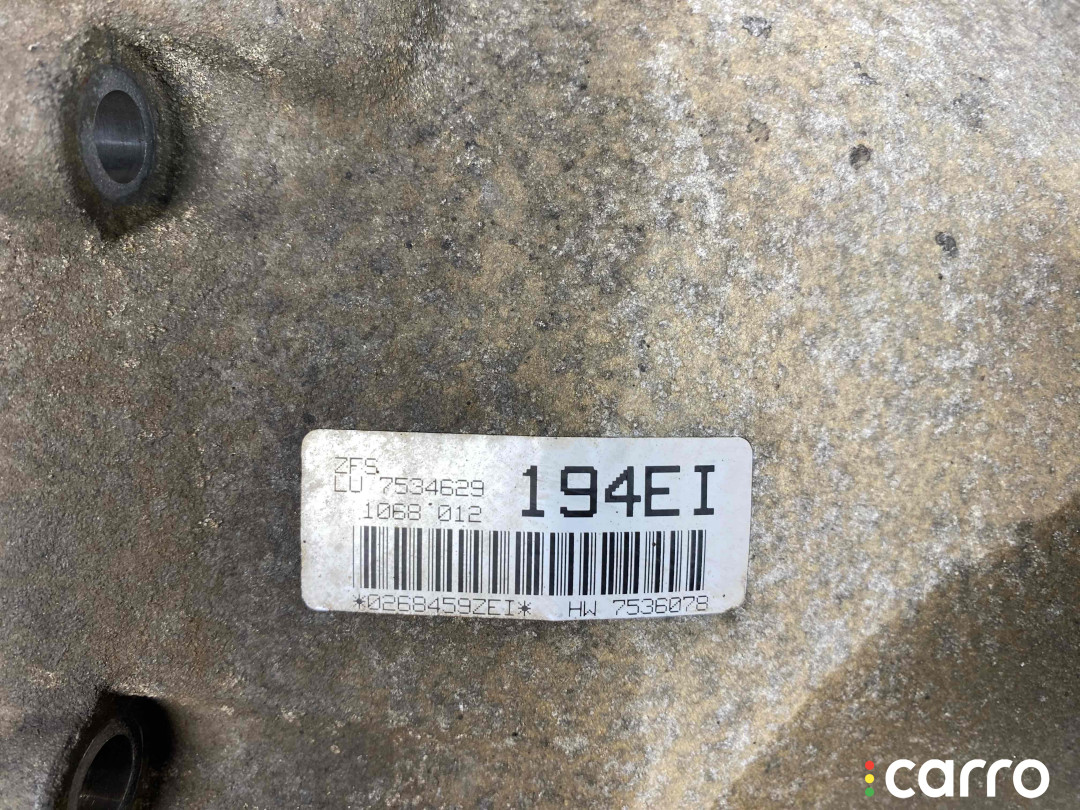 ZFS
LU 7534629
194EI
1068 012
*0268459ZEI* HW 7536078
carro